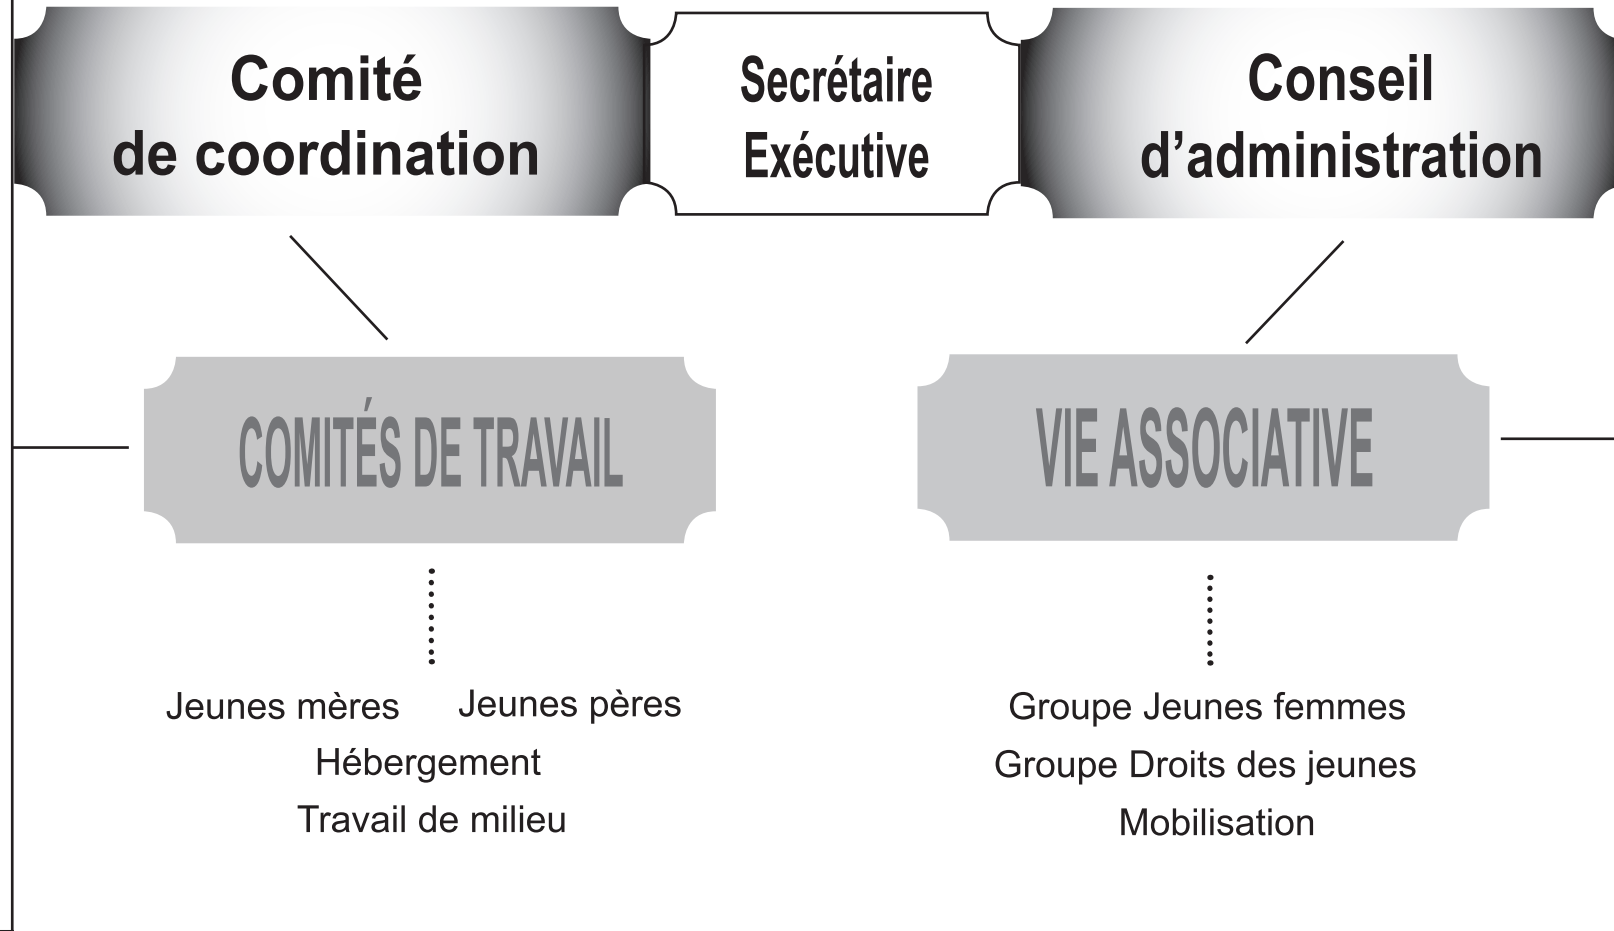 Comité
de coordination
Secrétaire
Exécutive
Conseil
d’administration
COMITÉS DE TRAVAIL
VIE ASSOCIATIVE
Jeunes mères Jeunes pères
Hébergement
Travail de milieu
Groupe Jeunes femmes
Groupe Droits des jeunes
Mobilisation